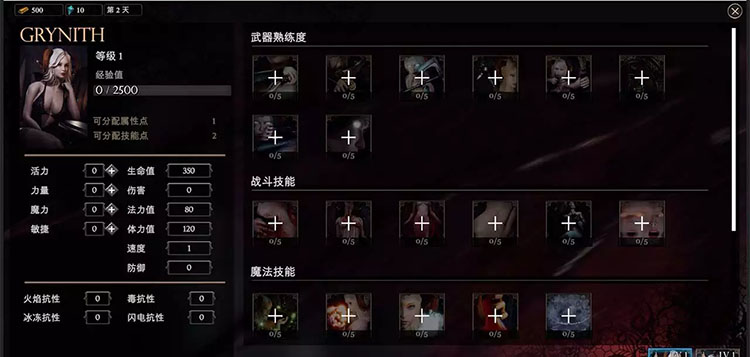 500 10 第 2 天
GRYNITH
等级 1
经验值
0 / 2500
可分配属性点 1
可分配技能点 2
活力 0 生命值 350
力量 0 伤害 0
魔力 0 法力值 80
敏捷 0 体力值 120
速度 1
防御 0
火焰抗性 0 毒抗性 0
冰冻抗性 0 闪电抗性 0
武器熟练度
0/5 0/5 0/5 0/5 0/5 0/5
0/5 0/5
战斗技能
0/5 0/5 0/5 0/5 0/5 0/5
魔法技能
0/5 0/5 0/5 0/5 0/5